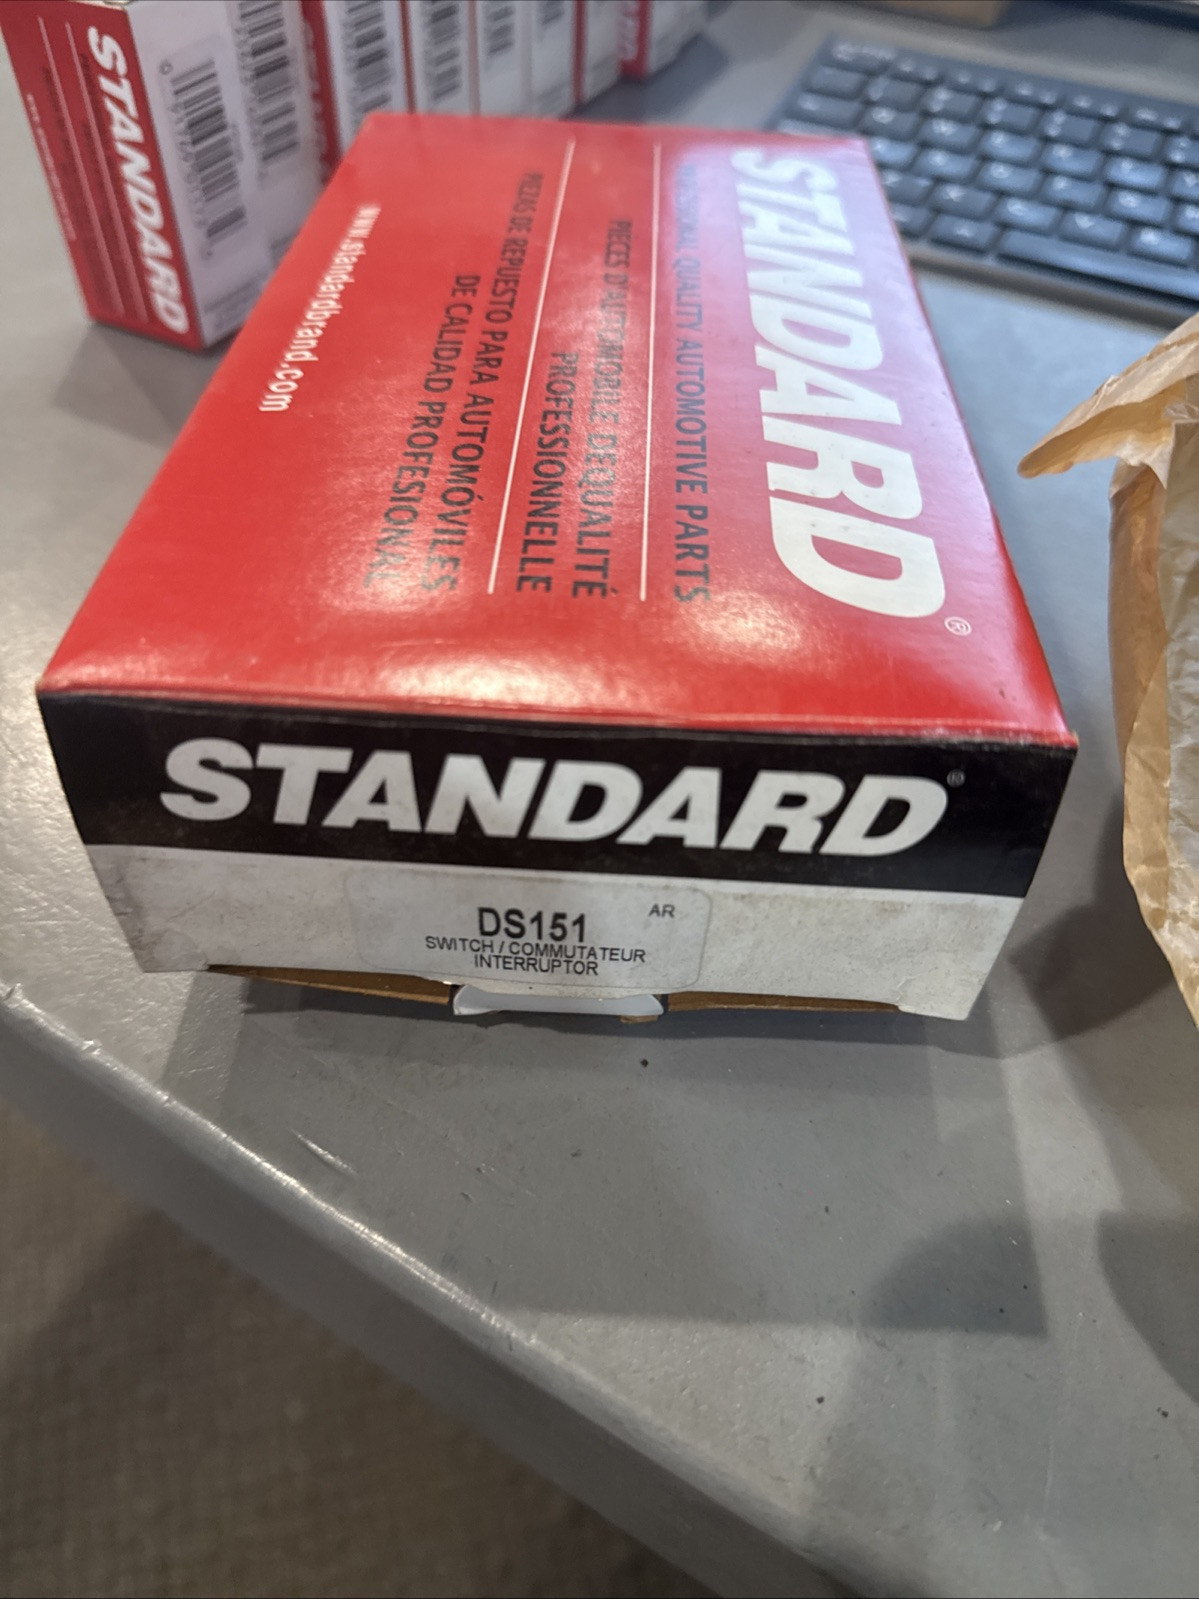 STANDARD®
PROFESSIONAL QUALITY AUTOMOTIVE PARTS
PIÈCES D'AUTOMOBILE DE QUALITÉ
PROFESSIONNELLE
PIEZAS DE REPUESTO PARA AUTOMÓVILES
DE CALIDAD PROFESIONAL
www.standardbrand.com
STANDARD®
DS151
AR
SWITCH / COMMUTATEUR
INTERRUPTOR
STANDARD